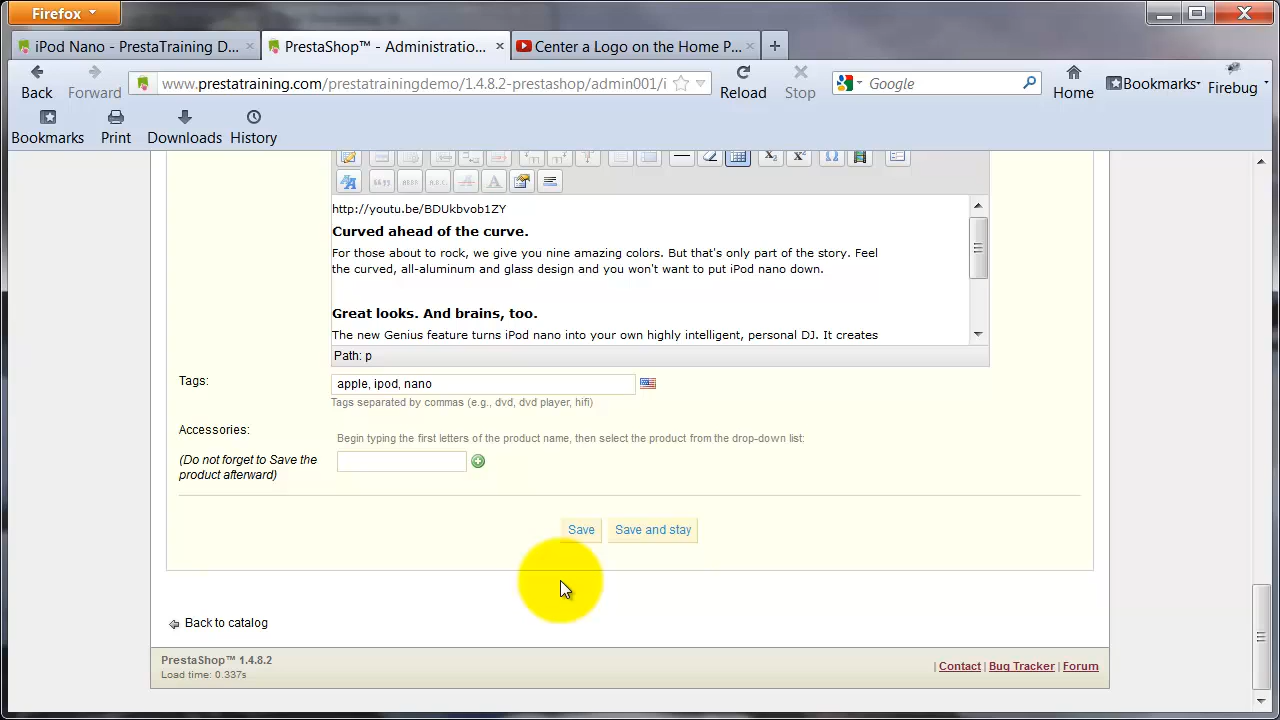 Firefox
iPod Nano - PrestaTraining D...
PrestaShop™ - Administratio...
Center a Logo on the Home P...
Back
Forward
www.prestatraining.com/prestatrainingdemo/1.4.8.2-prestashop/admin001/i
Reload
Stop
Google
Home
Bookmarks
Firebug
Bookmarks
Print
Downloads
History
http://youtu.be/BDUkbvob1ZY
Curved ahead of the curve.
For those about to rock, we give you nine amazing colors. But that's only part of the story. Feel
the curved, all-aluminum and glass design and you won't want to put iPod nano down.
Great looks. And brains, too.
The new Genius feature turns iPod nano into your own highly intelligent, personal DJ. It creates
Path: p
Tags:
apple, ipod, nano
Tags separated by commas (e.g., dvd, dvd player, hifi)
Accessories:
Begin typing the first letters of the product name, then select the product from the drop-down list:
(Do not forget to Save the
product afterward)
Save
Save and stay
Back to catalog
PrestaShop™ 1.4.8.2
Load time: 0.337s
| Contact | Bug Tracker | Forum